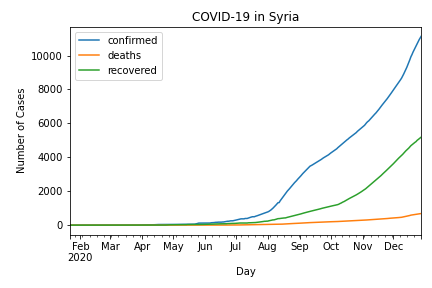 COVID-19 in Syria
confirmed
deaths
recovered
Number of Cases
10000
8000
6000
4000
2000
0
Feb Mar Apr May Jun Jul Aug Sep Oct Nov Dec
2020
Day